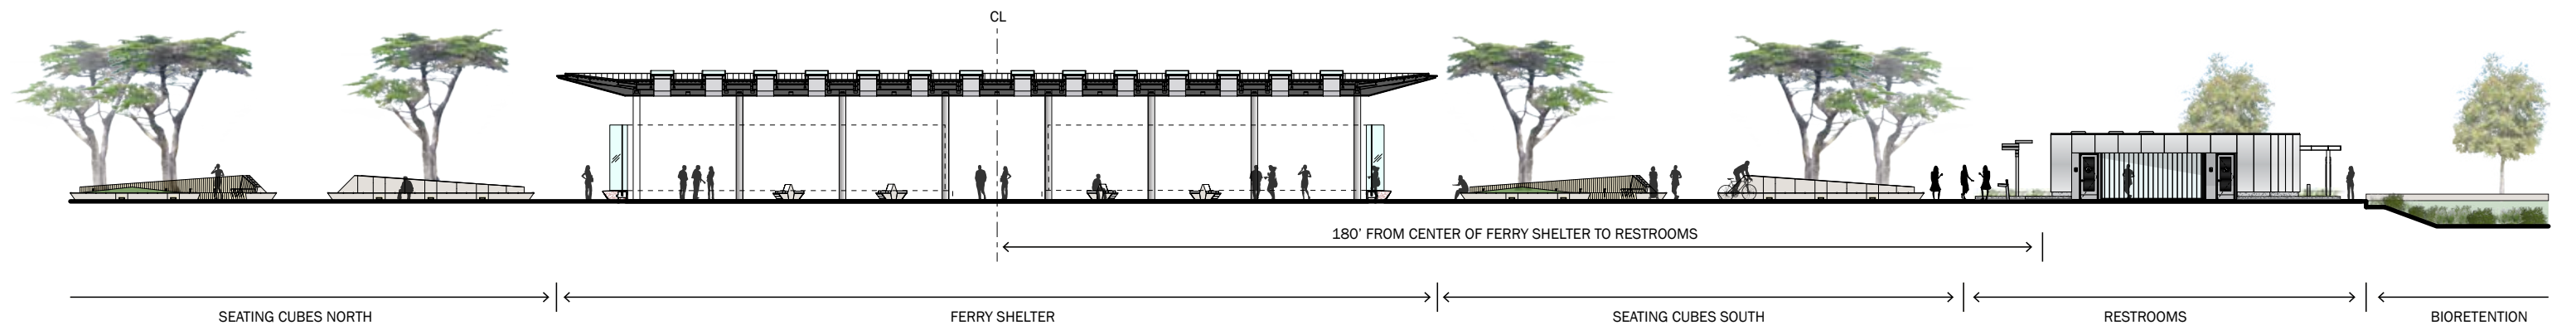 CL
180' FROM CENTER OF FERRY SHELTER TO RESTROOMS
SEATING CUBES NORTH
FERRY SHELTER
SEATING CUBES SOUTH
RESTROOMS
BIORETENTION